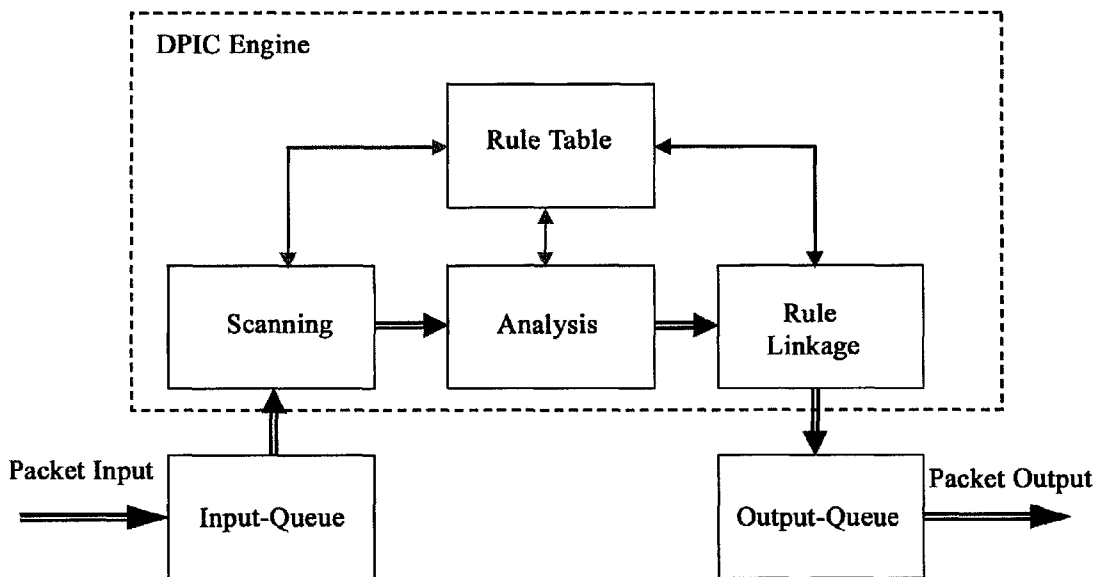 DPIC Engine
Rule Table
Scanning
Analysis
Rule
Linkage
Packet Input
Input-Queue
Output-Queue
Packet Output